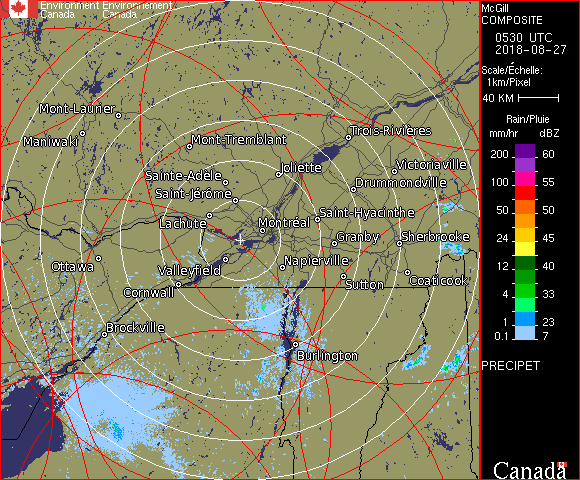 Environment Environnement
Canada Canada
McGill
COMPOSITE
0530 UTC
2018-08-27
Scale/Échelle:
1km/Pixel
40 KM
Rain/Pluie
mm/hr dBZ
200 60
150 55
100 55
50 50
24 45
12 40
4 33
1 23
0.1 7
PRECIPET
Canada
Mont-Laurier
Maniwaki
Mont-Tremblant
Trois-Rivières
Joliette
Victoriaville
Sainte-Adèle
Drummondville
Saint-Jérôme
Saint-Hyacinthe
Lachute
Montréal
Granby
Sherbrooke
Ottawa
Valleyfield
Napierville
Cornwall
Sutton
Coaticook
Brockville
Burlington